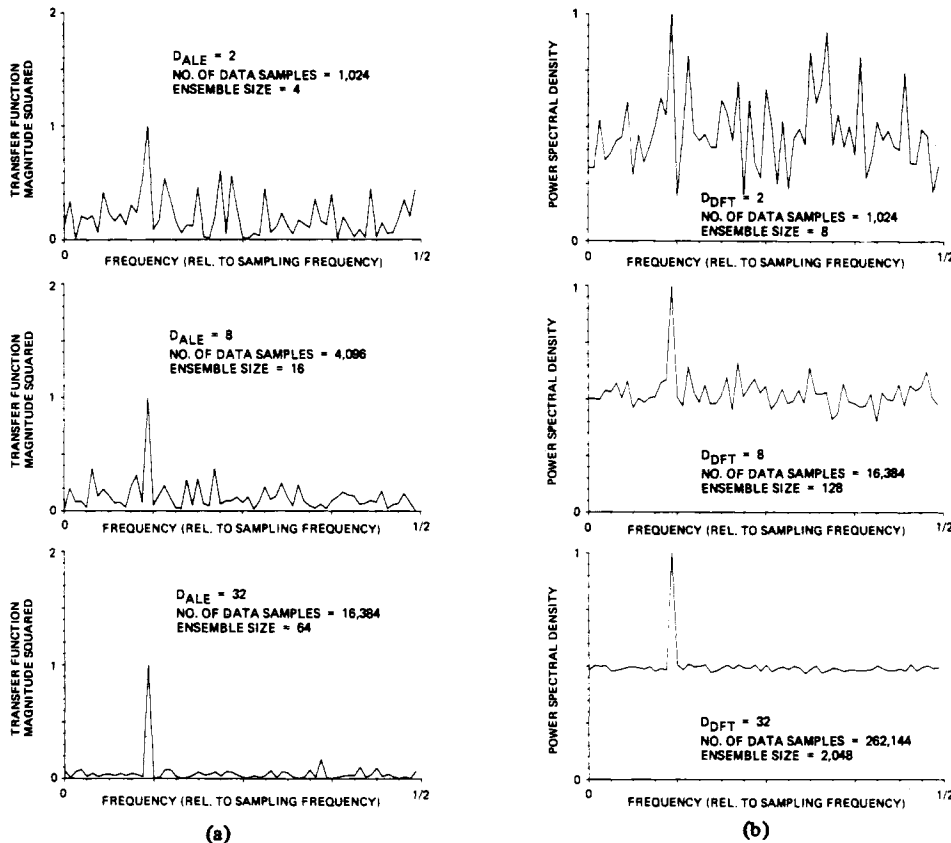 2
TRANSFER FUNCTION
MAGNITUDE SQUARED
D_ALE = 2
NO. OF DATA SAMPLES = 1,024
ENSEMBLE SIZE = 4
1
0
0
FREQUENCY (REL. TO SAMPLING FREQUENCY)
1/2
2
TRANSFER FUNCTION
MAGNITUDE SQUARED
D_ALE = 8
NO. OF DATA SAMPLES = 4,096
ENSEMBLE SIZE = 16
1
0
0
FREQUENCY (REL. TO SAMPLING FREQUENCY)
1/2
2
TRANSFER FUNCTION
MAGNITUDE SQUARED
D_ALE = 32
NO. OF DATA SAMPLES = 16,384
ENSEMBLE SIZE = 64
1
0
0
FREQUENCY (REL. TO SAMPLING FREQUENCY)
1/2
(a)
1
POWER SPECTRAL DENSITY
D_DFT = 2
NO. OF DATA SAMPLES = 1,024
ENSEMBLE SIZE = 8
1
0
FREQUENCY (REL. TO SAMPLING FREQUENCY)
1/2
1
POWER SPECTRAL DENSITY
D_DFT = 8
NO. OF DATA SAMPLES = 16,384
ENSEMBLE SIZE = 128
0
0
FREQUENCY (REL. TO SAMPLING FREQUENCY)
1/2
1
POWER SPECTRAL DENSITY
D_DFT = 32
NO. OF DATA SAMPLES = 262,144
ENSEMBLE SIZE = 2,048
0
0
FREQUENCY (REL. TO SAMPLING FREQUENCY)
1/2
(b)